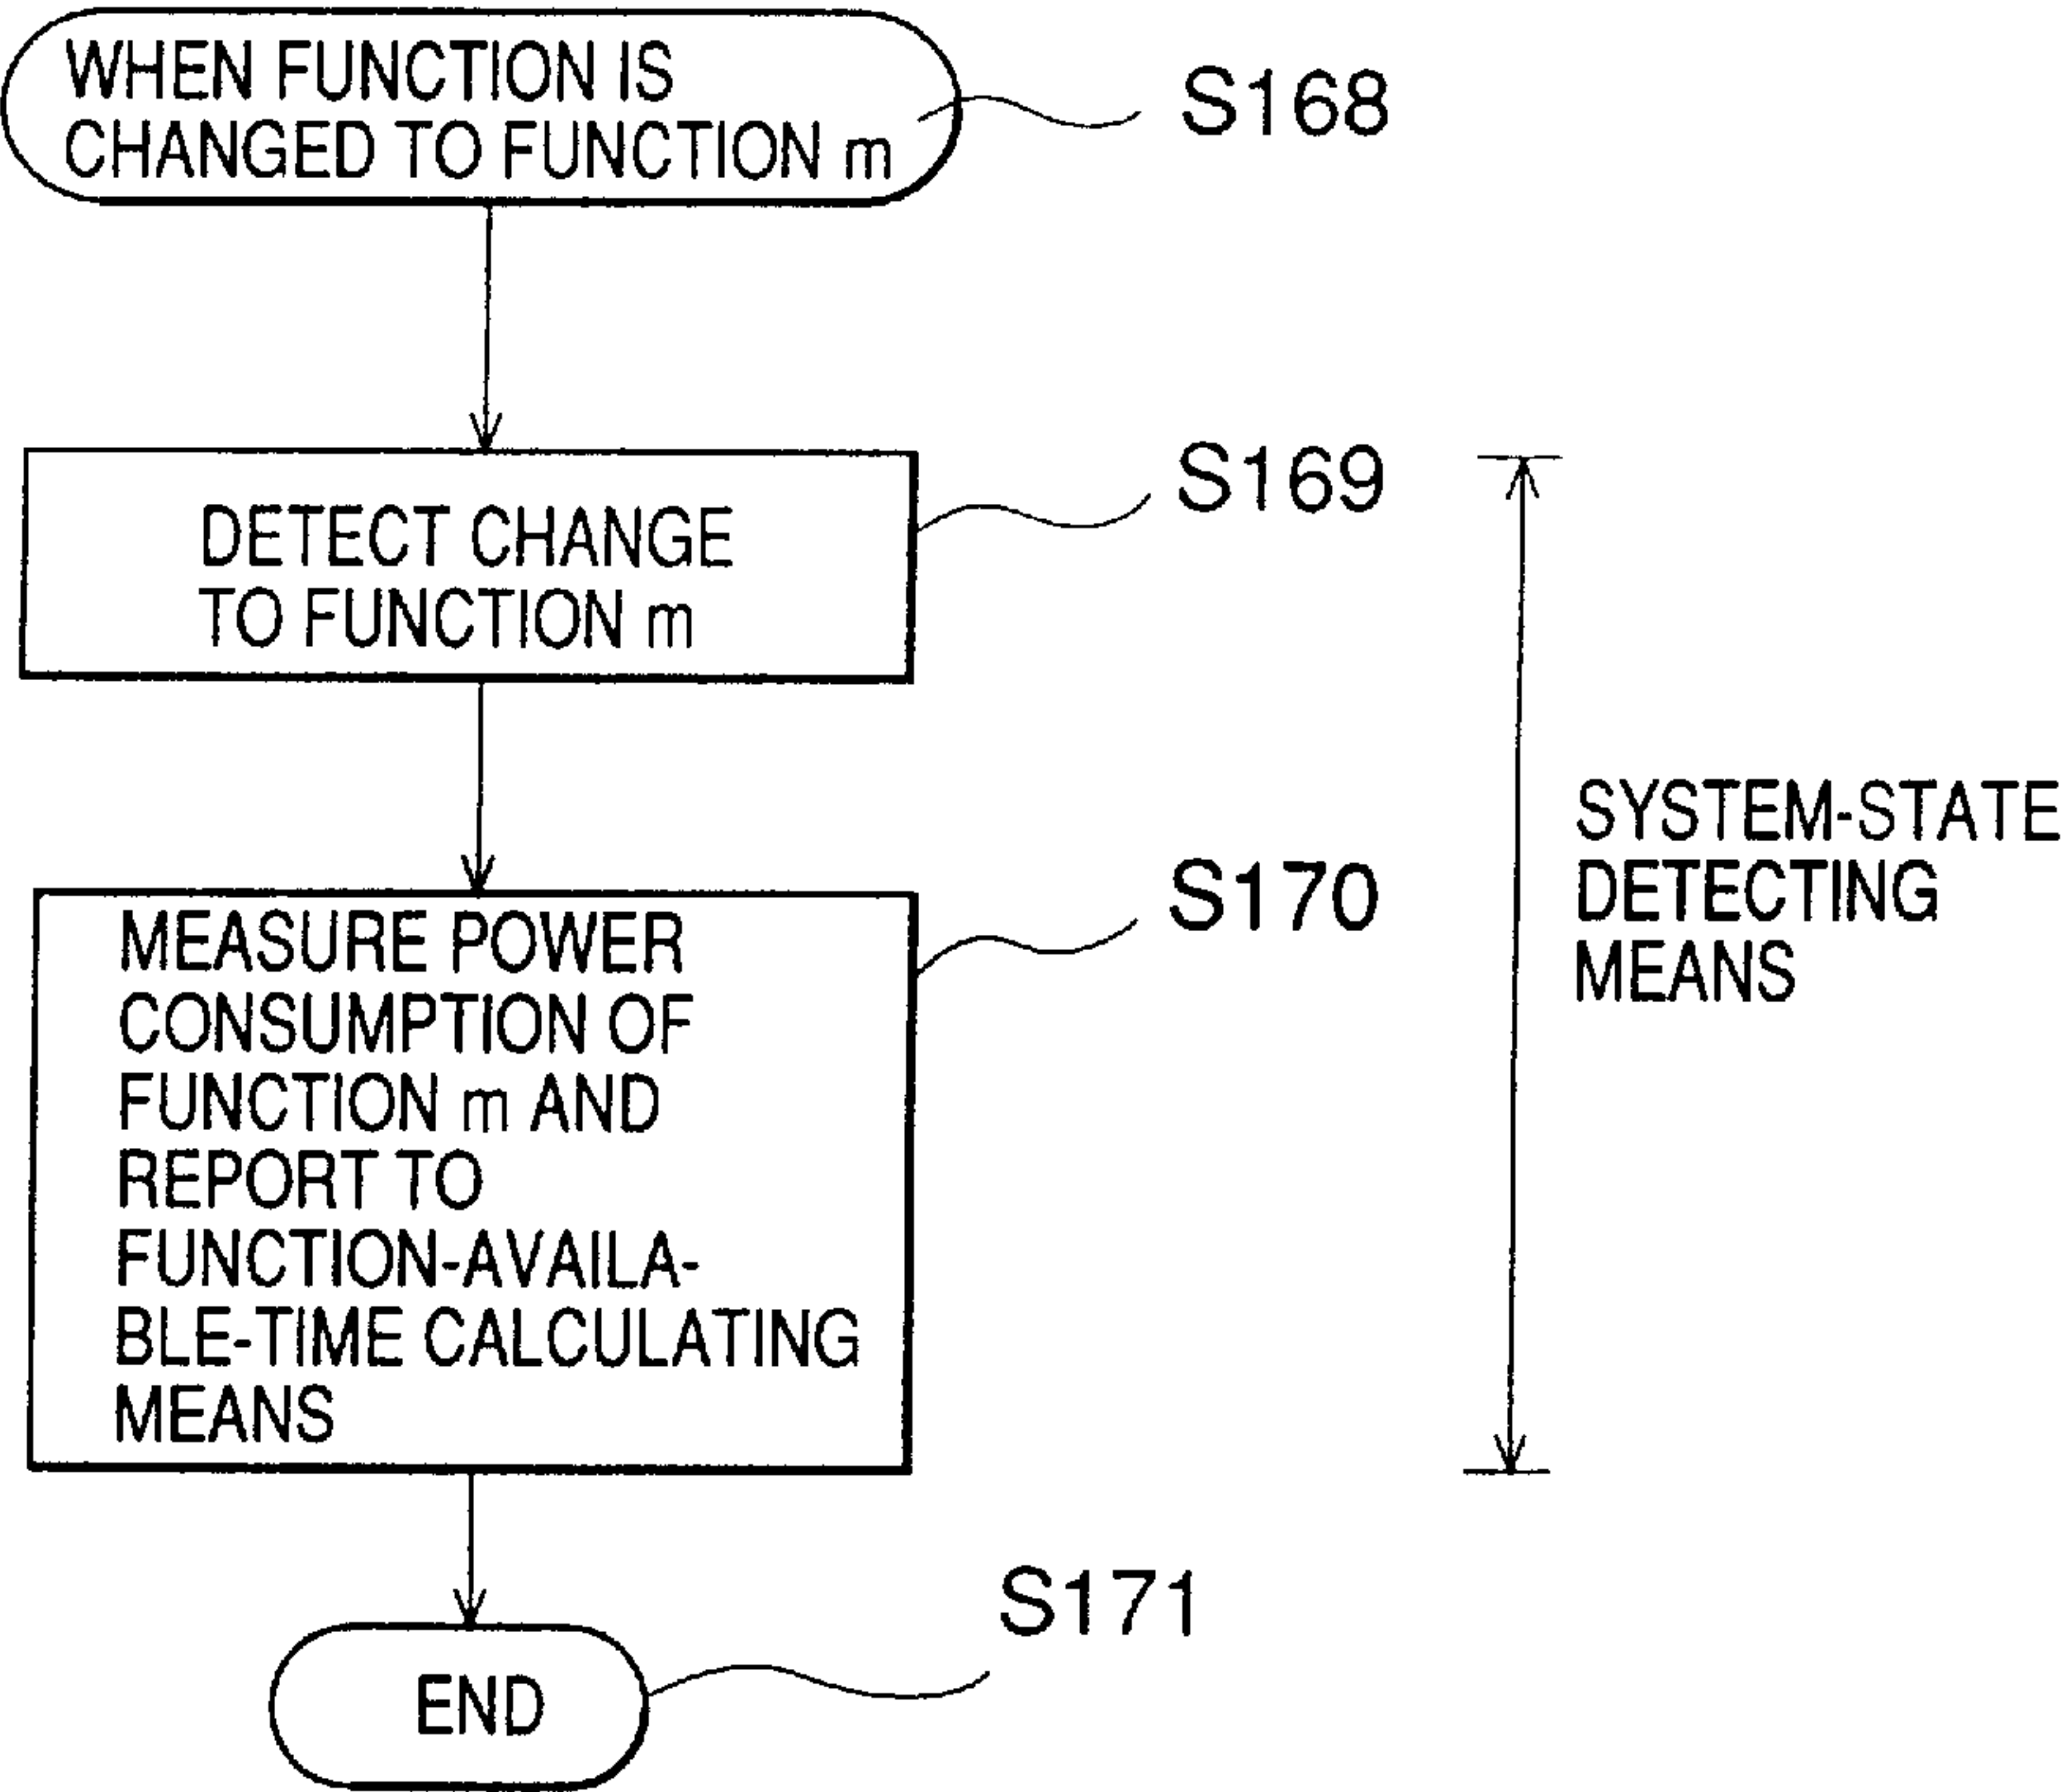 WHEN FUNCTION IS
CHANGED TO FUNCTION m
S168
DETECT CHANGE
TO FUNCTION m
S169
MEASURE POWER
CONSUMPTION OF
FUNCTION m AND
REPORT TO
FUNCTION-AVAILA-
BLE-TIME CALCULATING
MEANS
S170
SYSTEM-STATE
DETECTING
MEANS
END
S171